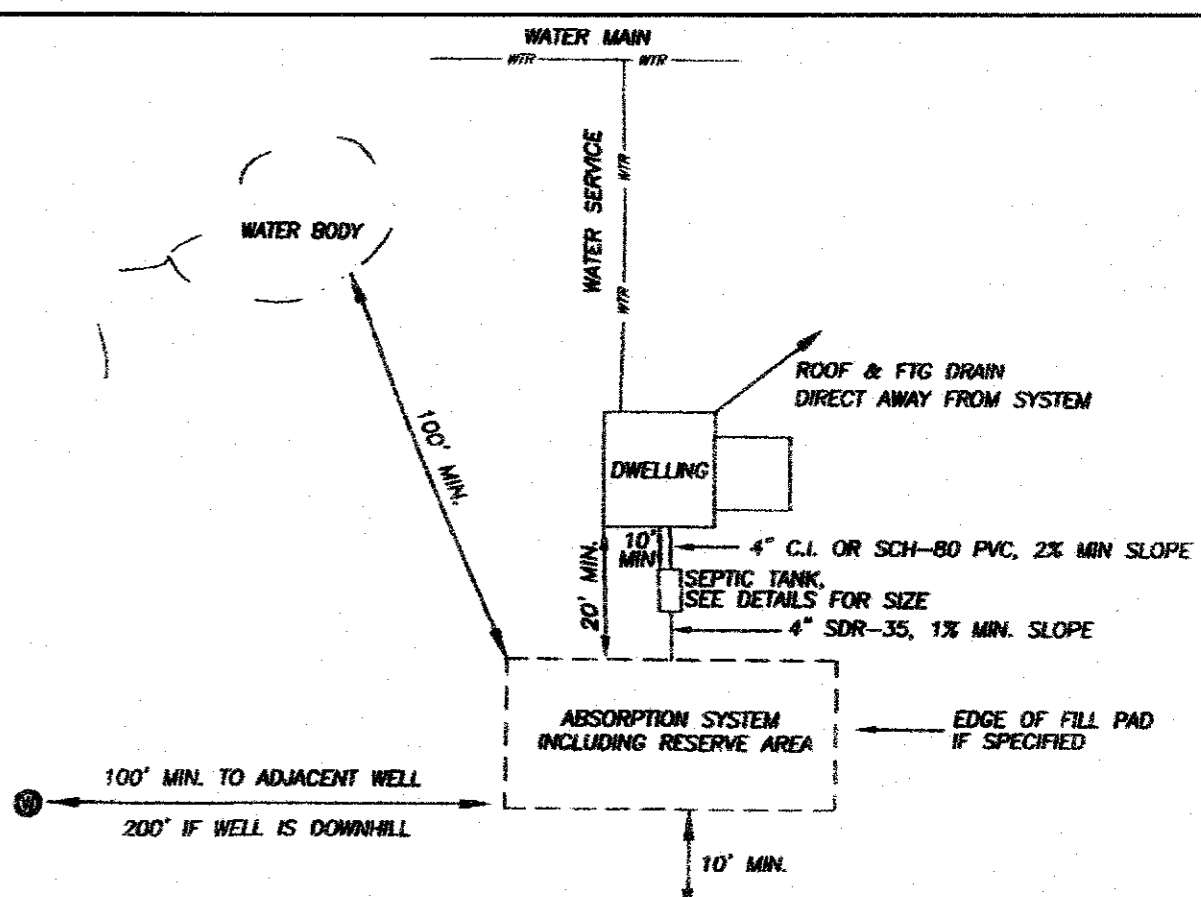 WATER MAIN
WTR WTR
WATER SERVICE
WTR
WTR
WATER BODY
ROOF & FTG DRAIN
DIRECT AWAY FROM SYSTEM
100' MIN.
DWELLING
20' MIN.
10'
MIN
4" C.I. OR SCH-80 PVC, 2% MIN SLOPE
SEPTIC TANK,
SEE DETAILS FOR SIZE
4" SDR-35, 1% MIN. SLOPE
ABSORPTION SYSTEM
INCLUDING RESERVE AREA
EDGE OF FILL PAD
IF SPECIFIED
100' MIN. TO ADJACENT WELL
W
200' IF WELL IS DOWNHILL
10' MIN.